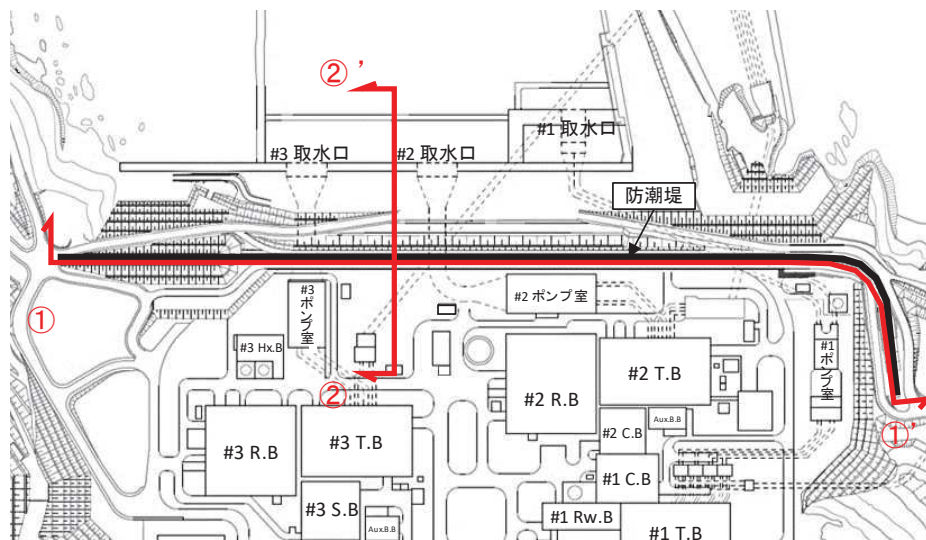 ②’
#1 取水口
#3 取水口
#2 取水口
防潮堤
①
#3 ポンプ室
#2 ポンプ室
#1 ポンプ室
#3 Hx.B
②
#2 R.B
#2 T.B
#3 R.B
#3 T.B
#2 C.B
Aux.B.B
①’
#1 C.B
#3 S.B
Aux.B.B
#1 Rw.B
#1 T.B